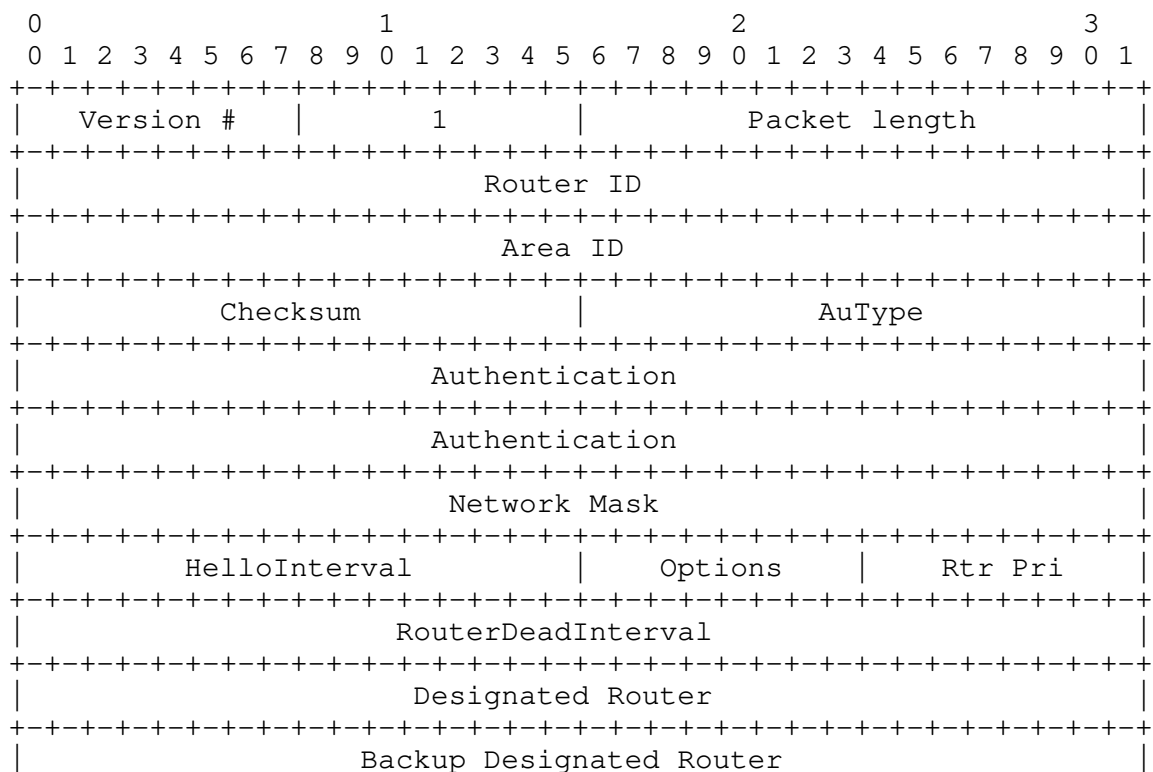 0                   1                   2                   3
 0 1 2 3 4 5 6 7 8 9 0 1 2 3 4 5 6 7 8 9 0 1 2 3 4 5 6 7 8 9 0 1
+-+-+-+-+-+-+-+-+-+-+-+-+-+-+-+-+-+-+-+-+-+-+-+-+-+-+-+-+-+-+-+-+
|   Version #   |       1       |         Packet length         |
+-+-+-+-+-+-+-+-+-+-+-+-+-+-+-+-+-+-+-+-+-+-+-+-+-+-+-+-+-+-+-+-+
|                          Router ID                            |
+-+-+-+-+-+-+-+-+-+-+-+-+-+-+-+-+-+-+-+-+-+-+-+-+-+-+-+-+-+-+-+-+
|                           Area ID                             |
+-+-+-+-+-+-+-+-+-+-+-+-+-+-+-+-+-+-+-+-+-+-+-+-+-+-+-+-+-+-+-+-+
|           Checksum            |             AuType            |
+-+-+-+-+-+-+-+-+-+-+-+-+-+-+-+-+-+-+-+-+-+-+-+-+-+-+-+-+-+-+-+-+
|                       Authentication                          |
+-+-+-+-+-+-+-+-+-+-+-+-+-+-+-+-+-+-+-+-+-+-+-+-+-+-+-+-+-+-+-+-+
|                       Authentication                          |
+-+-+-+-+-+-+-+-+-+-+-+-+-+-+-+-+-+-+-+-+-+-+-+-+-+-+-+-+-+-+-+-+
|                        Network Mask                           |
+-+-+-+-+-+-+-+-+-+-+-+-+-+-+-+-+-+-+-+-+-+-+-+-+-+-+-+-+-+-+-+-+
|         HelloInterval         |    Options    |    Rtr Pri    |
+-+-+-+-+-+-+-+-+-+-+-+-+-+-+-+-+-+-+-+-+-+-+-+-+-+-+-+-+-+-+-+-+
|                     RouterDeadInterval                        |
+-+-+-+-+-+-+-+-+-+-+-+-+-+-+-+-+-+-+-+-+-+-+-+-+-+-+-+-+-+-+-+-+
|                      Designated Router                        |
+-+-+-+-+-+-+-+-+-+-+-+-+-+-+-+-+-+-+-+-+-+-+-+-+-+-+-+-+-+-+-+-+
|                   Backup Designated Router                    |